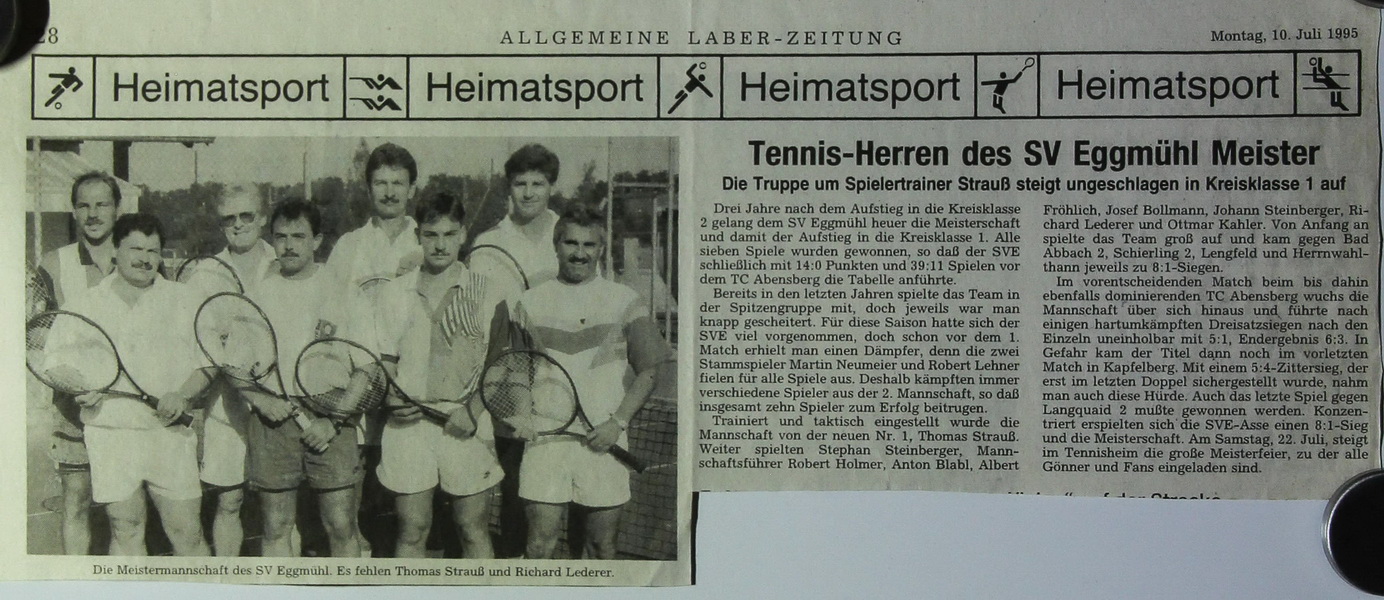 28
ALLGEMEINE LABER-ZEITUNG
Montag, 10. Juli 1995
Heimatsport
Heimatsport
Heimatsport
Heimatsport
Tennis-Herren des SV Eggmühl Meister
Die Truppe um Spielertrainer Strauß steigt ungeschlagen in Kreisklasse 1 auf
Drei Jahre nach dem Aufstieg in die Kreisklasse
2 gelang dem SV Eggmühl heuer die Meisterschaft
und damit der Aufstieg in die Kreisklasse 1. Alle
sieben Spiele wurden gewonnen, so daß der SVE
schließlich mit 14:0 Punkten und 39:11 Spielen vor
dem TC Abensberg die Tabelle anführte.
Bereits in den letzten Jahren spielte das Team in
der Spitzengruppe mit, doch jeweils war man
knapp gescheitert. Für diese Saison hatte sich der
SVE viel vorgenommen, doch schon vor dem 1.
Match erhielt man einen Dämpfer, denn die zwei
Stammspieler Martin Neumeier und Robert Lehner
fielen für alle Spiele aus. Deshalb kämpften immer
verschiedene Spieler aus der 2. Mannschaft, so daß
insgesamt zehn Spieler zum Erfolg beitrugen.
Trainiert und taktisch eingestellt wurde die
Mannschaft von der neuen Nr. 1, Thomas Strauß.
Weiter spielten Stephan Steinberger, Mann-
schaftsführer Robert Holmer, Anton Blabl, Albert
Fröhlich, Josef Bollmann, Johann Steinberger, Ri-
chard Lederer und Ottmar Kahler. Von Anfang an
spielte das Team groß auf und kam gegen Bad
Abbach 2, Schierling 2, Lengfeld und Herrnwahl-
thann jeweils zu 8:1-Siegen.
Im vorentscheidenden Match beim bis dahin
ebenfalls dominierenden TC Abensberg wuchs die
Mannschaft über sich hinaus und führte nach
einigen hartumkämpften Dreisatzsiegen nach den
Einzeln uneinholbar mit 5:1, Endergebnis 6:3. In
Gefahr kam der Titel dann noch im vorletzten
Match in Kapfelberg. Mit einem 5:4-Zittersieg, der
erst im letzten Doppel sichergestellt wurde, nahm
man auch diese Hürde. Auch das letzte Spiel gegen
Langquaid 2 mußte gewonnen werden. Konzen-
triert erspielten sich die SVE-Asse einen 8:1-Sieg
und die Meisterschaft. Am Samstag, 22. Juli, steigt
im Tennisheim die große Meisterfeier, zu der alle
Gönner und Fans eingeladen sind.
auf der Strecke
Die Meistermannschaft des SV Eggmühl. Es fehlen Thomas Strauß und Richard Lederer.